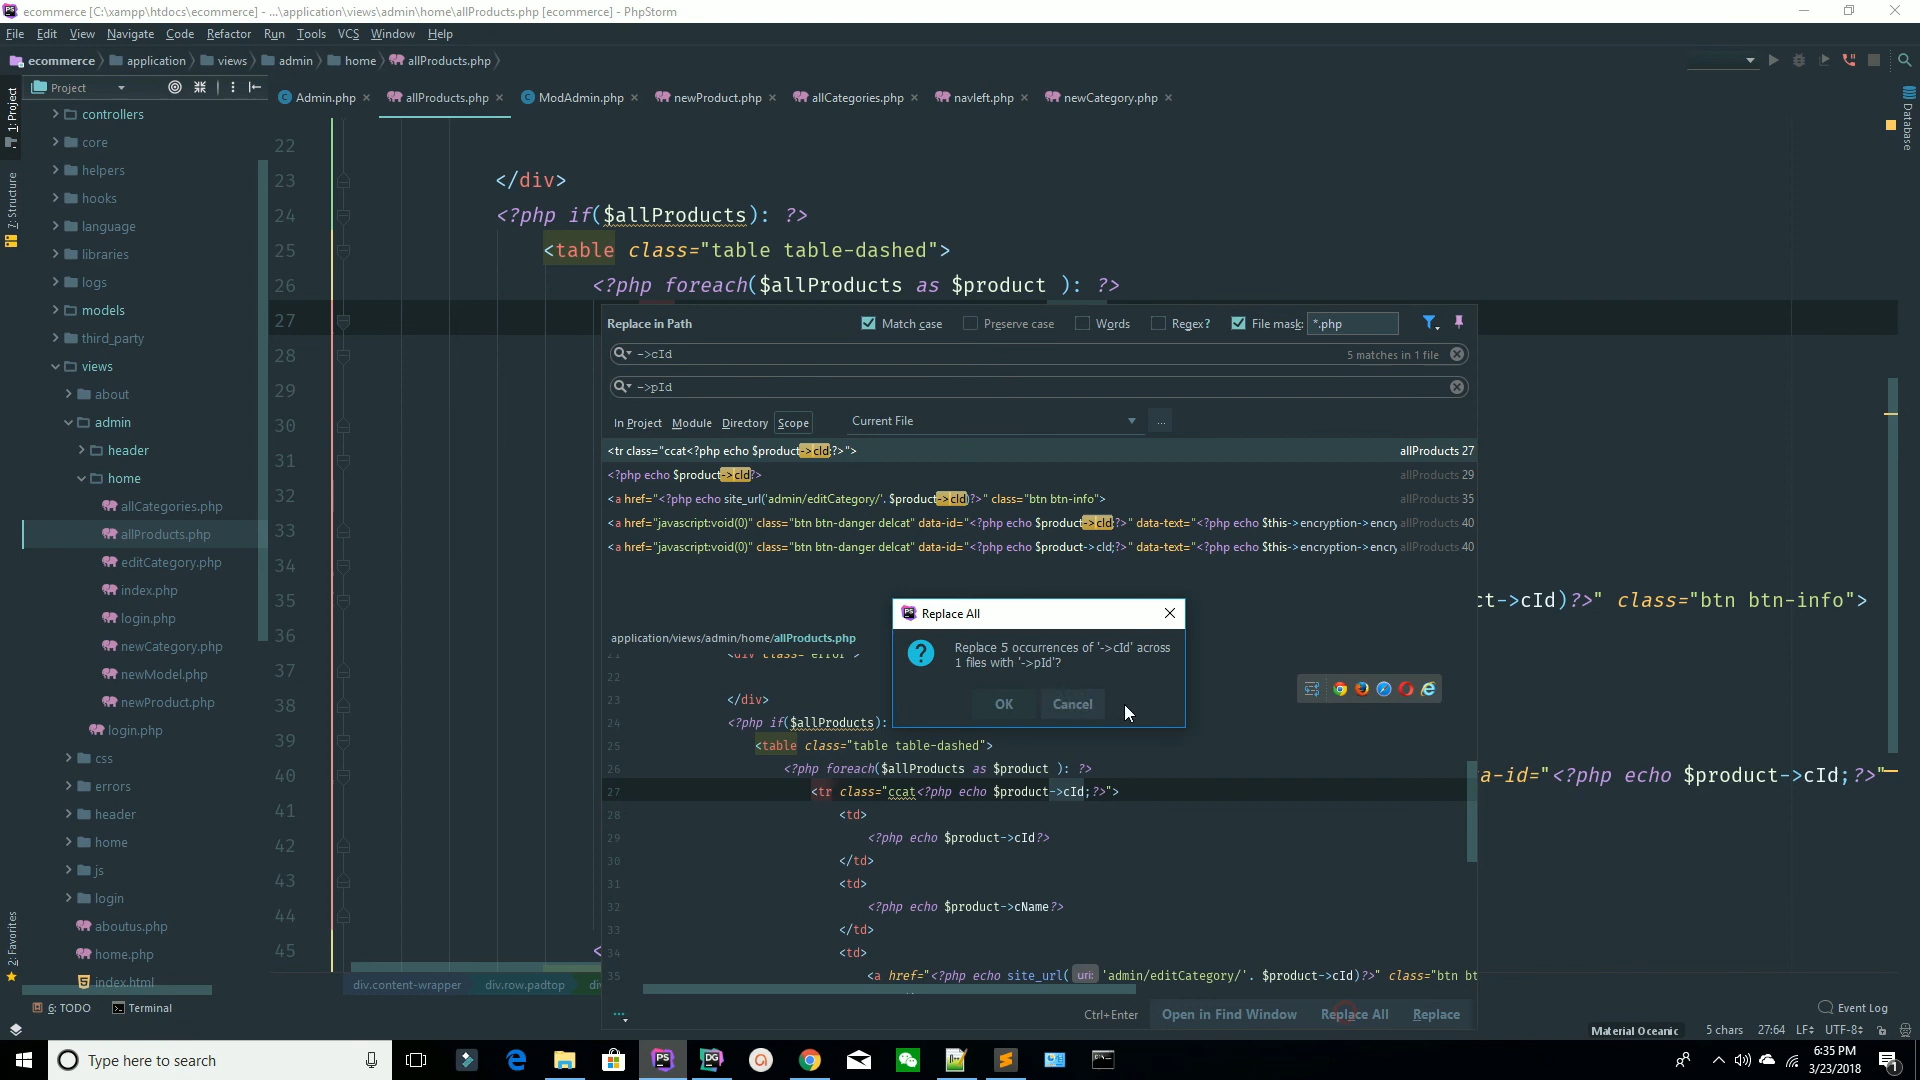 ecommerce [C:\xampp\htdocs\ecommerce] - ...\application\views\admin\home\allProducts.php [ecommerce] - PhpStorm
File Edit View Navigate Code Refactor Run Tools VCS Window Help
ecommerce application views admin home allProducts.php
Project
Admin.php allProducts.php ModAdmin.php newProduct.php allCategories.php navleft.php newCategory.php
1: Project
7: Structure
2: Favorites
Database
controllers
core
helpers
hooks
language
libraries
logs
models
third_party
views
about
admin
header
home
allCategories.php
allProducts.php
editCategory.php
index.php
login.php
newCategory.php
newModel.php
newProduct.php
login.php
css
errors
header
home
js
login
aboutus.php
home.php
index.html
22
23 </div>
24 <?php if($allProducts): ?>
25 <table class="table table-dashed">
26 <?php foreach($allProducts as $product ): ?>
27
28
29
30
31
32
33
34
35 ct->cId)?>" class="btn btn-info">
36
37
38
39
40 a-id="<?php echo $product->cId;?>"
41
42
43
44
45 <
Replace in Path
Match case Preserve case Words Regex? File mask: *.php
->cId 5 matches in 1 file
->pId
In Project Module Directory Scope Current File ...
<tr class="ccat<?php echo $product->cId;?>"> allProducts 27
<?php echo $product->cId?> allProducts 29
<a href="<?php echo site_url('admin/editCategory/'. $product->cId)?>" class="btn btn-info"> allProducts 35
<a href="javascript:void(0)" class="btn btn-danger delcat" data-id="<?php echo $product->cId;?>" data-text="<?php echo $this->encryption->encry allProducts 40
<a href="javascript:void(0)" class="btn btn-danger delcat" data-id="<?php echo $product->cId;?>" data-text="<?php echo $this->encryption->encry allProducts 40
Replace All
Replace 5 occurrences of '->cId' across
1 files with '->pId'?
OK Cancel
application/views/admin/home/allProducts.php
21 <div class="error">
22
23 </div>
24 <?php if($allProducts):
25 <table class="table table-dashed">
26 <?php foreach($allProducts as $product ): ?>
27 <tr class="ccat<?php echo $product->cId;?>">
28 <td>
29 <?php echo $product->cId?>
30 </td>
31 <td>
32 <?php echo $product->cName?>
33 </td>
34 <td>
35 <a href="<?php echo site_url( uri: 'admin/editCategory/'. $product->cId)?>" class="btn bt
Ctrl+Enter Open in Find Window Replace All Replace
div.content-wrapper div.row.padtop
6: TODO Terminal Event Log
Material Oceanic 5 chars 27:64 LF UTF-8
Type here to search
6:35 PM
3/23/2018
1